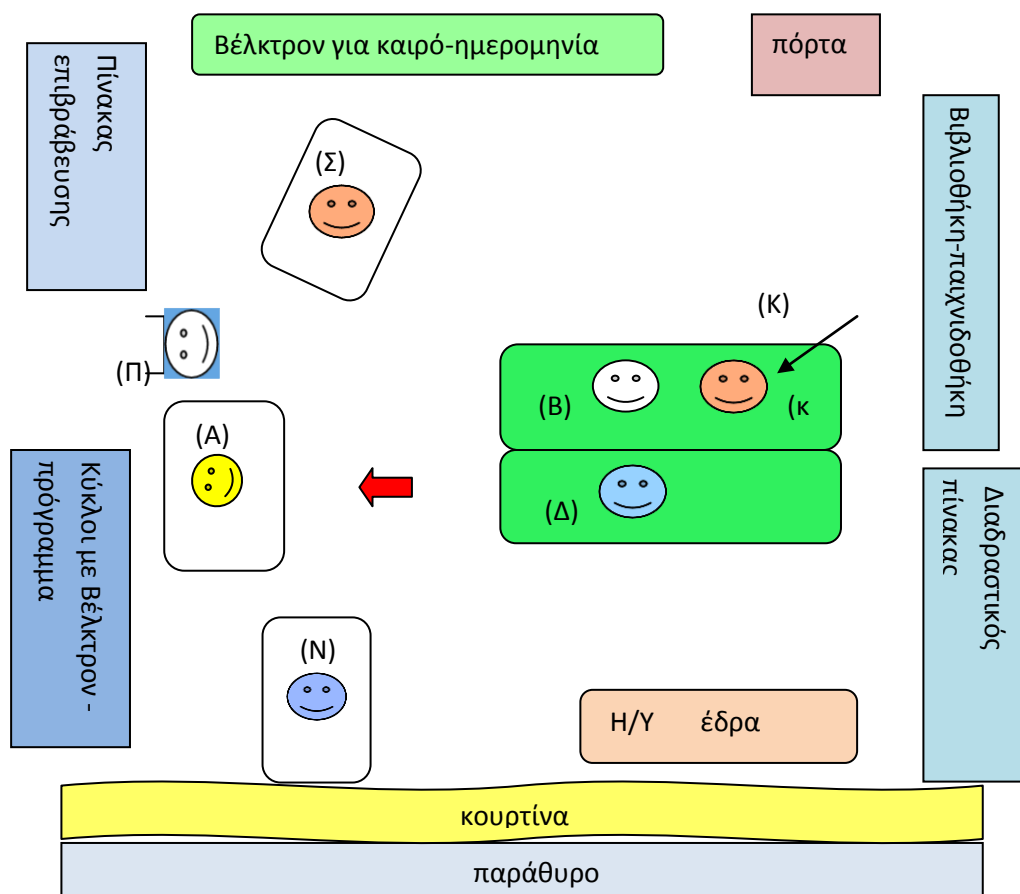 Βέλκτρον για καιρό-ημερομηνία
πόρτα
Πίνακας
επιβράβευσης
Βιβλιοθήκη-παιχνιδοθήκη
(Σ)
(Κ)
(Π)
(Β)
(κ
(Α)
(Δ)
Κύκλοι με Βέλκτρον -
πρόγραμμα
Διαδραστικός
πίνακας
(Ν)
Η/Υ έδρα
κουρτίνα
παράθυρο